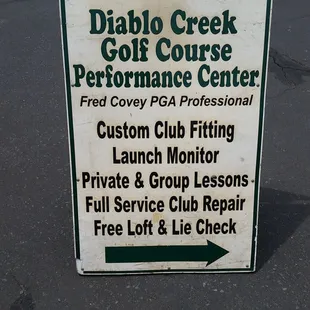 Diablo Creek
Golf Course
Performance Center
Fred Covey PGA Professional
Custom Club Fitting
Launch Monitor
Private & Group Lessons
Full Service Club Repair
Free Loft & Lie Check